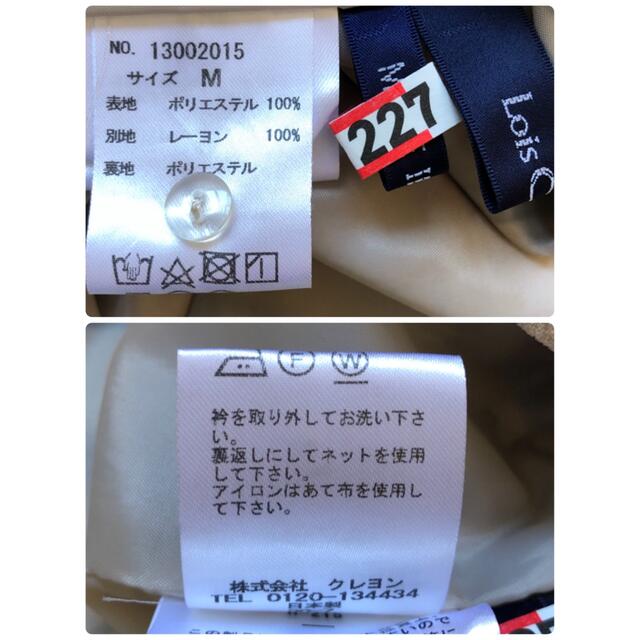 NO. 13002015
サイズ M
表地 ポリエステル 100%
別地 レーヨン 100%
裏地 ポリエステル
227
Lois C
F W
衿を取り外してお洗い下さ
い。
裏返しにしてネットを使用
して下さい。
アイロンはあて布を使用し
て下さい。
株式会社 クレヨン
TEL 0120-134434
日本製